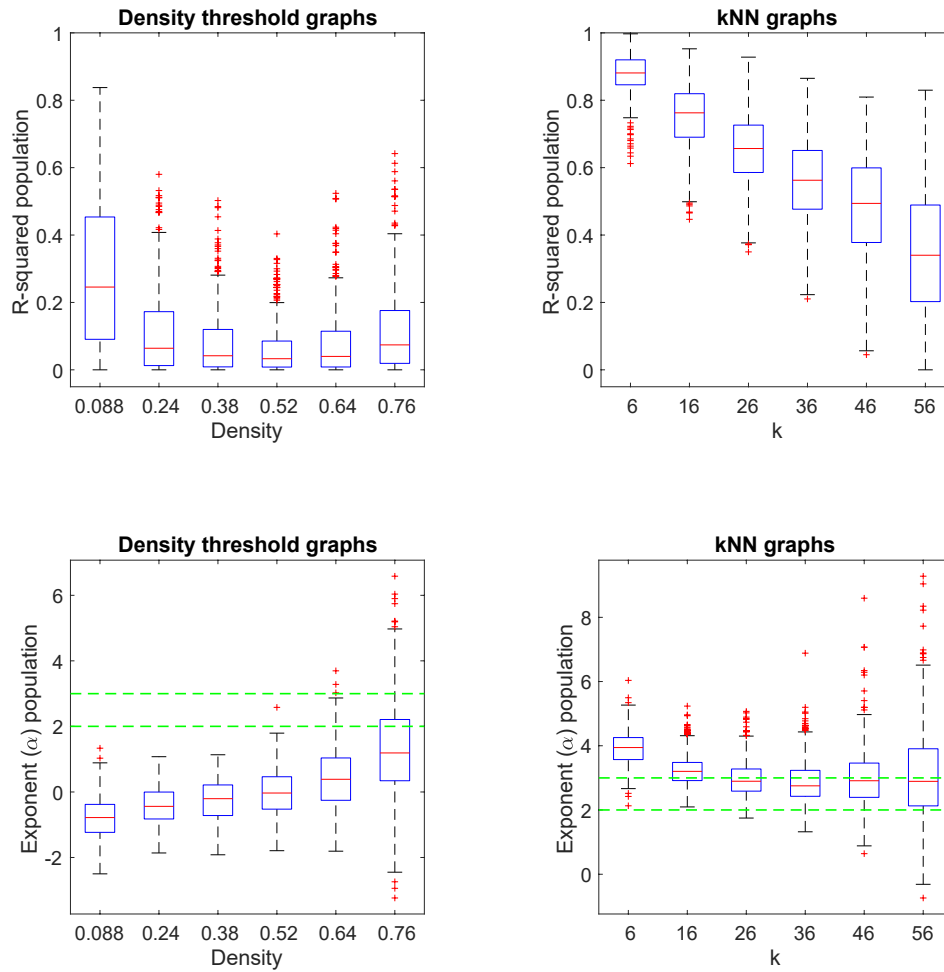 Density threshold graphs
R-squared population
1
0.8
0.6
0.4
0.2
0
0.088 0.24 0.38 0.52 0.64 0.76
Density
kNN graphs
R-squared population
1
0.8
0.6
0.4
0.2
0
6 16 26 36 46 56
k
Density threshold graphs
Exponent (α) population
6
4
2
0
-2
0.088 0.24 0.38 0.52 0.64 0.76
Density
kNN graphs
Exponent (α) population
8
6
4
2
0
6 16 26 36 46 56
k